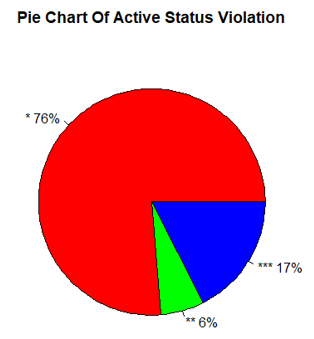 Pie Chart Of Active Status Violation
* 76%
*** 17%
** 6%